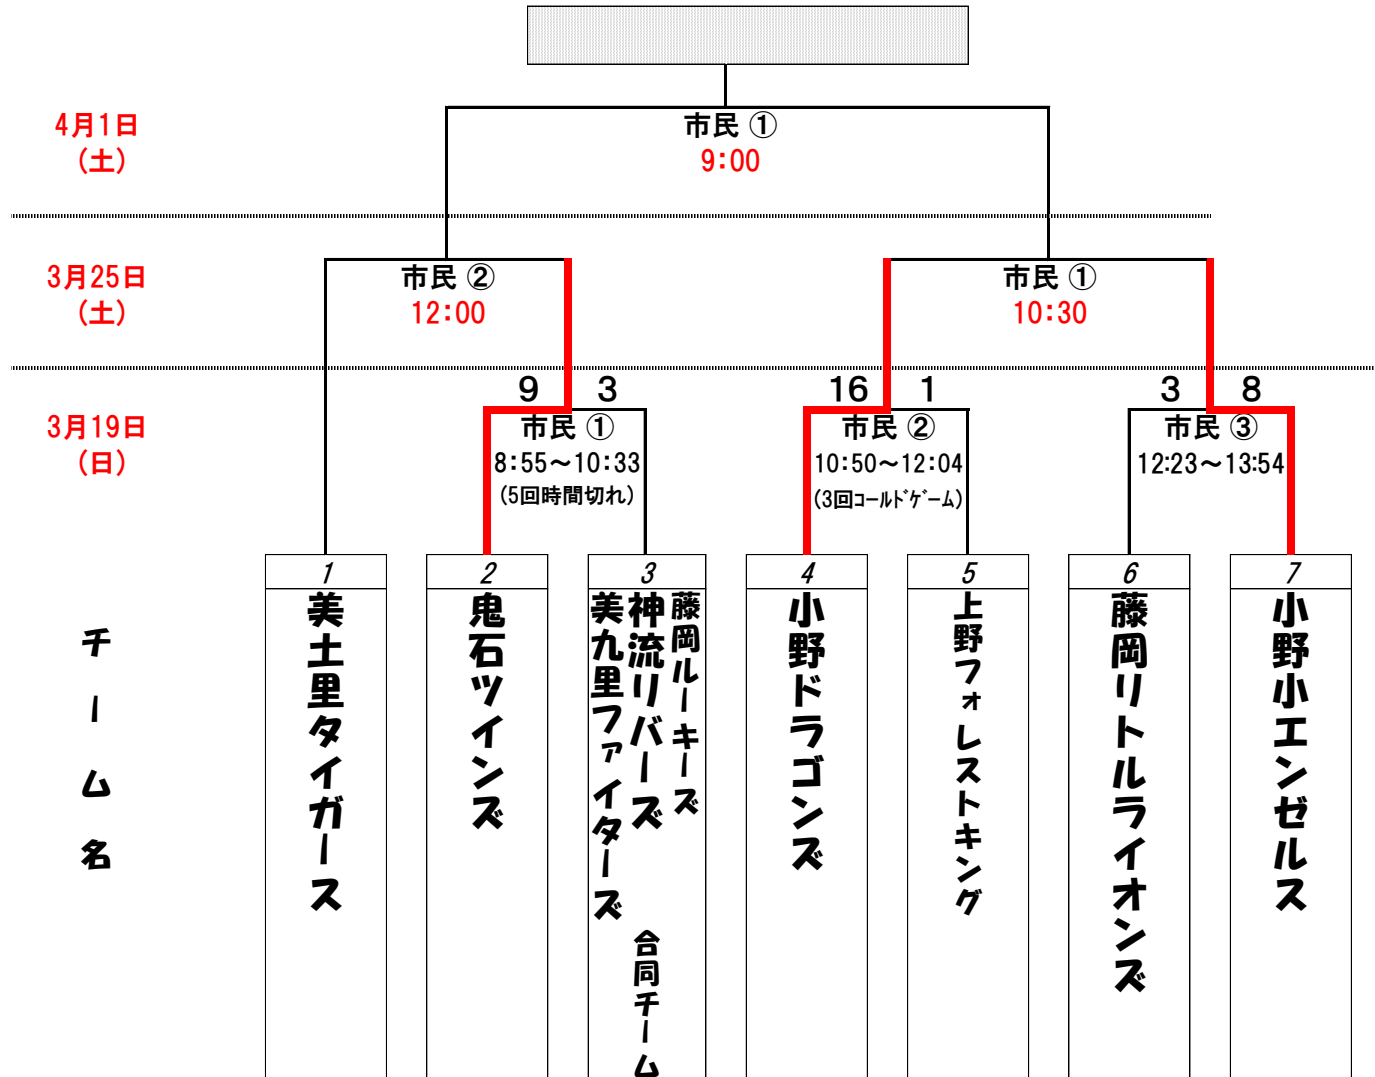 4月1日
(土)
市民 ①
9:00
3月25日
(土)
市民 ②
12:00
市民 ①
10:30
3月19日
(日)
9 3
市民 ①
8:55～10:33
(5回時間切れ)
16 1
市民 ②
10:50～12:04
(3回ｺｰﾙﾄﾞｹﾞｰﾑ)
3 8
市民 ③
12:23～13:54
チーム名
1
美土里タイガース
2
鬼石ツインズ
3
藤岡ルーキーズ
神流リバーズ
美九里ファイターズ
合同チーム
4
小野ドラゴンズ
5
上野フォレストキング
6
藤岡リトルライオンズ
7
小野小エンゼルス